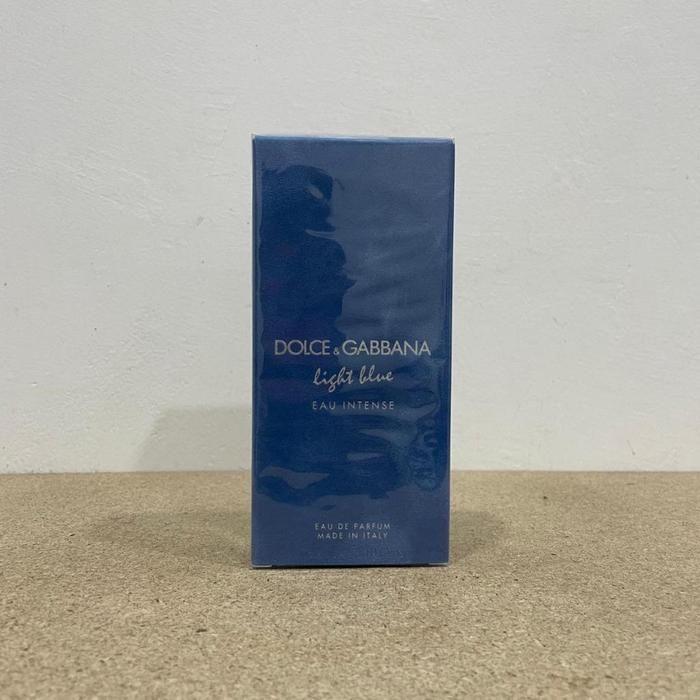 DOLCE & GABBANA
light blue
EAU INTENSE
EAU DE PARFUM
MADE IN ITALY